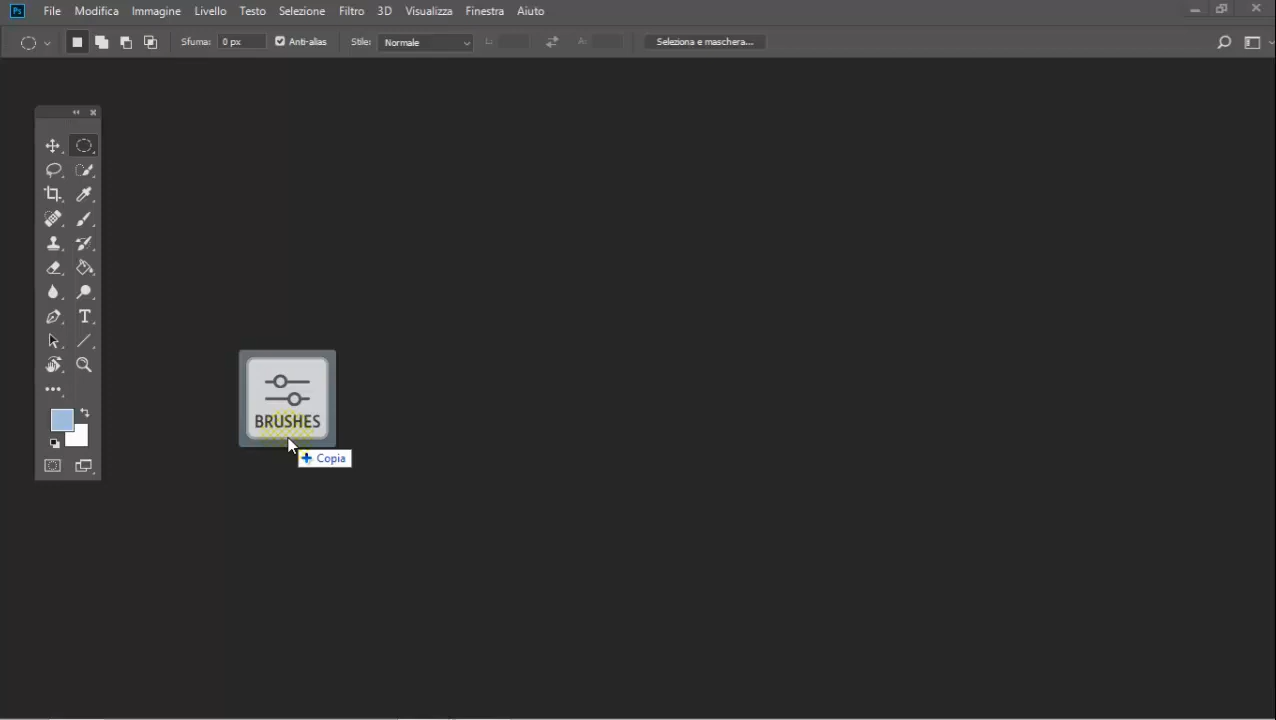 Ps File Modifica Immagine Livello Testo Selezione Filtro 3D Visualizza Finestra Aiuto
Sfuma: 0 px Anti-alias Stile: Normale L: A: Seleziona e maschera...
T
BRUSHES
Copia